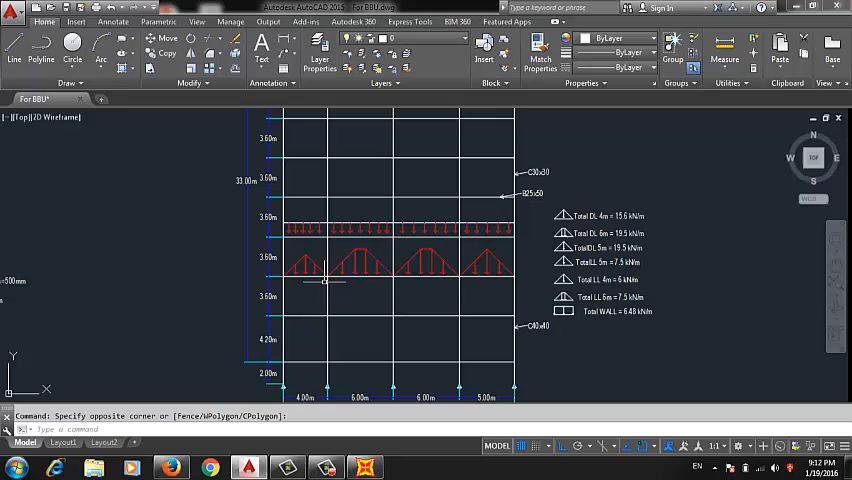 Autodesk AutoCAD 2015   For BBU.dwg
Type a keyword or phrase
Sign In
Home Insert Annotate Parametric View Manage Output Add-ins Autodesk 360 Express Tools BIM 360 Featured Apps
Line Polyline Circle Arc
Move
Copy
Text
Layer Properties
0
Insert
Match Properties
ByLayer
ByLayer
ByLayer
Group
Measure
Paste
Base
Draw Modify Annotation Layers Block Properties Groups Utilities Clipboard View
For BBU*
[−][Top][2D Wireframe]
N
W TOP E
S
WCS
3.60m
33.00m 3.60m
C30x30
B25x50
3.60m
Total DL 4m = 15.6 kN/m
Total DL 6m = 19.5 kN/m
TotalDL 5m = 19.5 kN/m
3.60m
TotalLL 5m = 7.5 kN/m
=500mm
Total LL 4m = 6 kN/m
3.60m
Total LL 6m = 7.5 kN/m
Total WALL = 6.48 kN/m
C40x40
4.20m
2.00m
4.00m 6.00m 6.00m 5.00m
Y
X
Command: Specify opposite corner or [Fence/WPolygon/CPolygon]:
Type a command
Model Layout1 Layout2 +
MODEL
1:1
EN
9:12 PM
1/19/2016